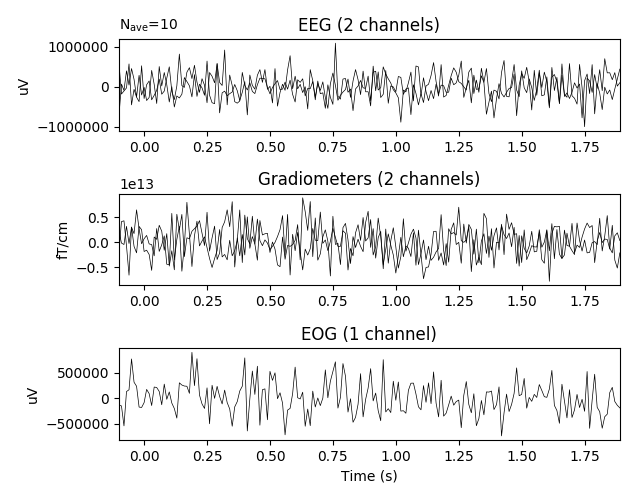 N_ave=10
EEG (2 channels)
1000000
0
−1000000
uV
0.00 0.25 0.50 0.75 1.00 1.25 1.50 1.75
1e13
Gradiometers (2 channels)
0.5
0.0
−0.5
fT/cm
0.00 0.25 0.50 0.75 1.00 1.25 1.50 1.75
EOG (1 channel)
500000
0
−500000
uV
0.00 0.25 0.50 0.75 1.00 1.25 1.50 1.75
Time (s)